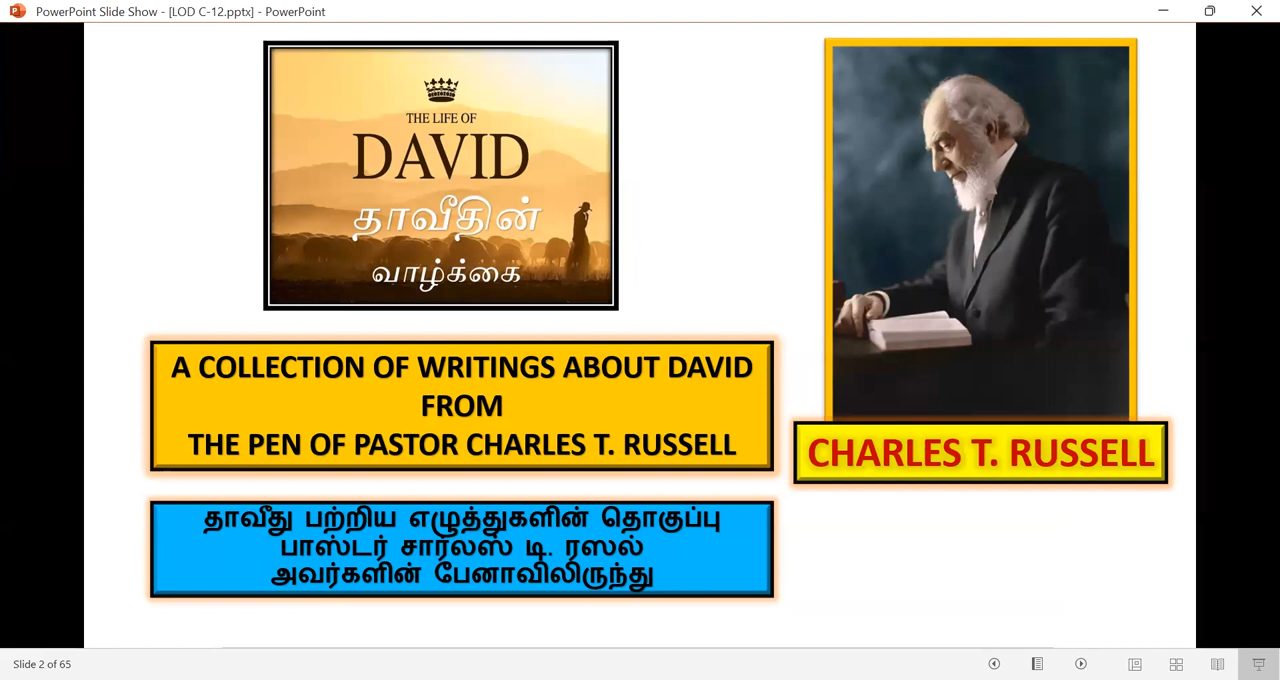 PowerPoint Slide Show - [LOD C-12.pptx] - PowerPoint
THE LIFE OF
DAVID
தாவீதின்
வாழ்க்கை
A COLLECTION OF WRITINGS ABOUT DAVID
FROM
THE PEN OF PASTOR CHARLES T. RUSSELL
CHARLES T. RUSSELL
தாவீது பற்றிய எழுத்துகளின் தொகுப்பு
பாஸ்டர் சார்லஸ் டி. ரஸல்
அவர்களின் பேனாவிலிருந்து
Slide 2 of 65